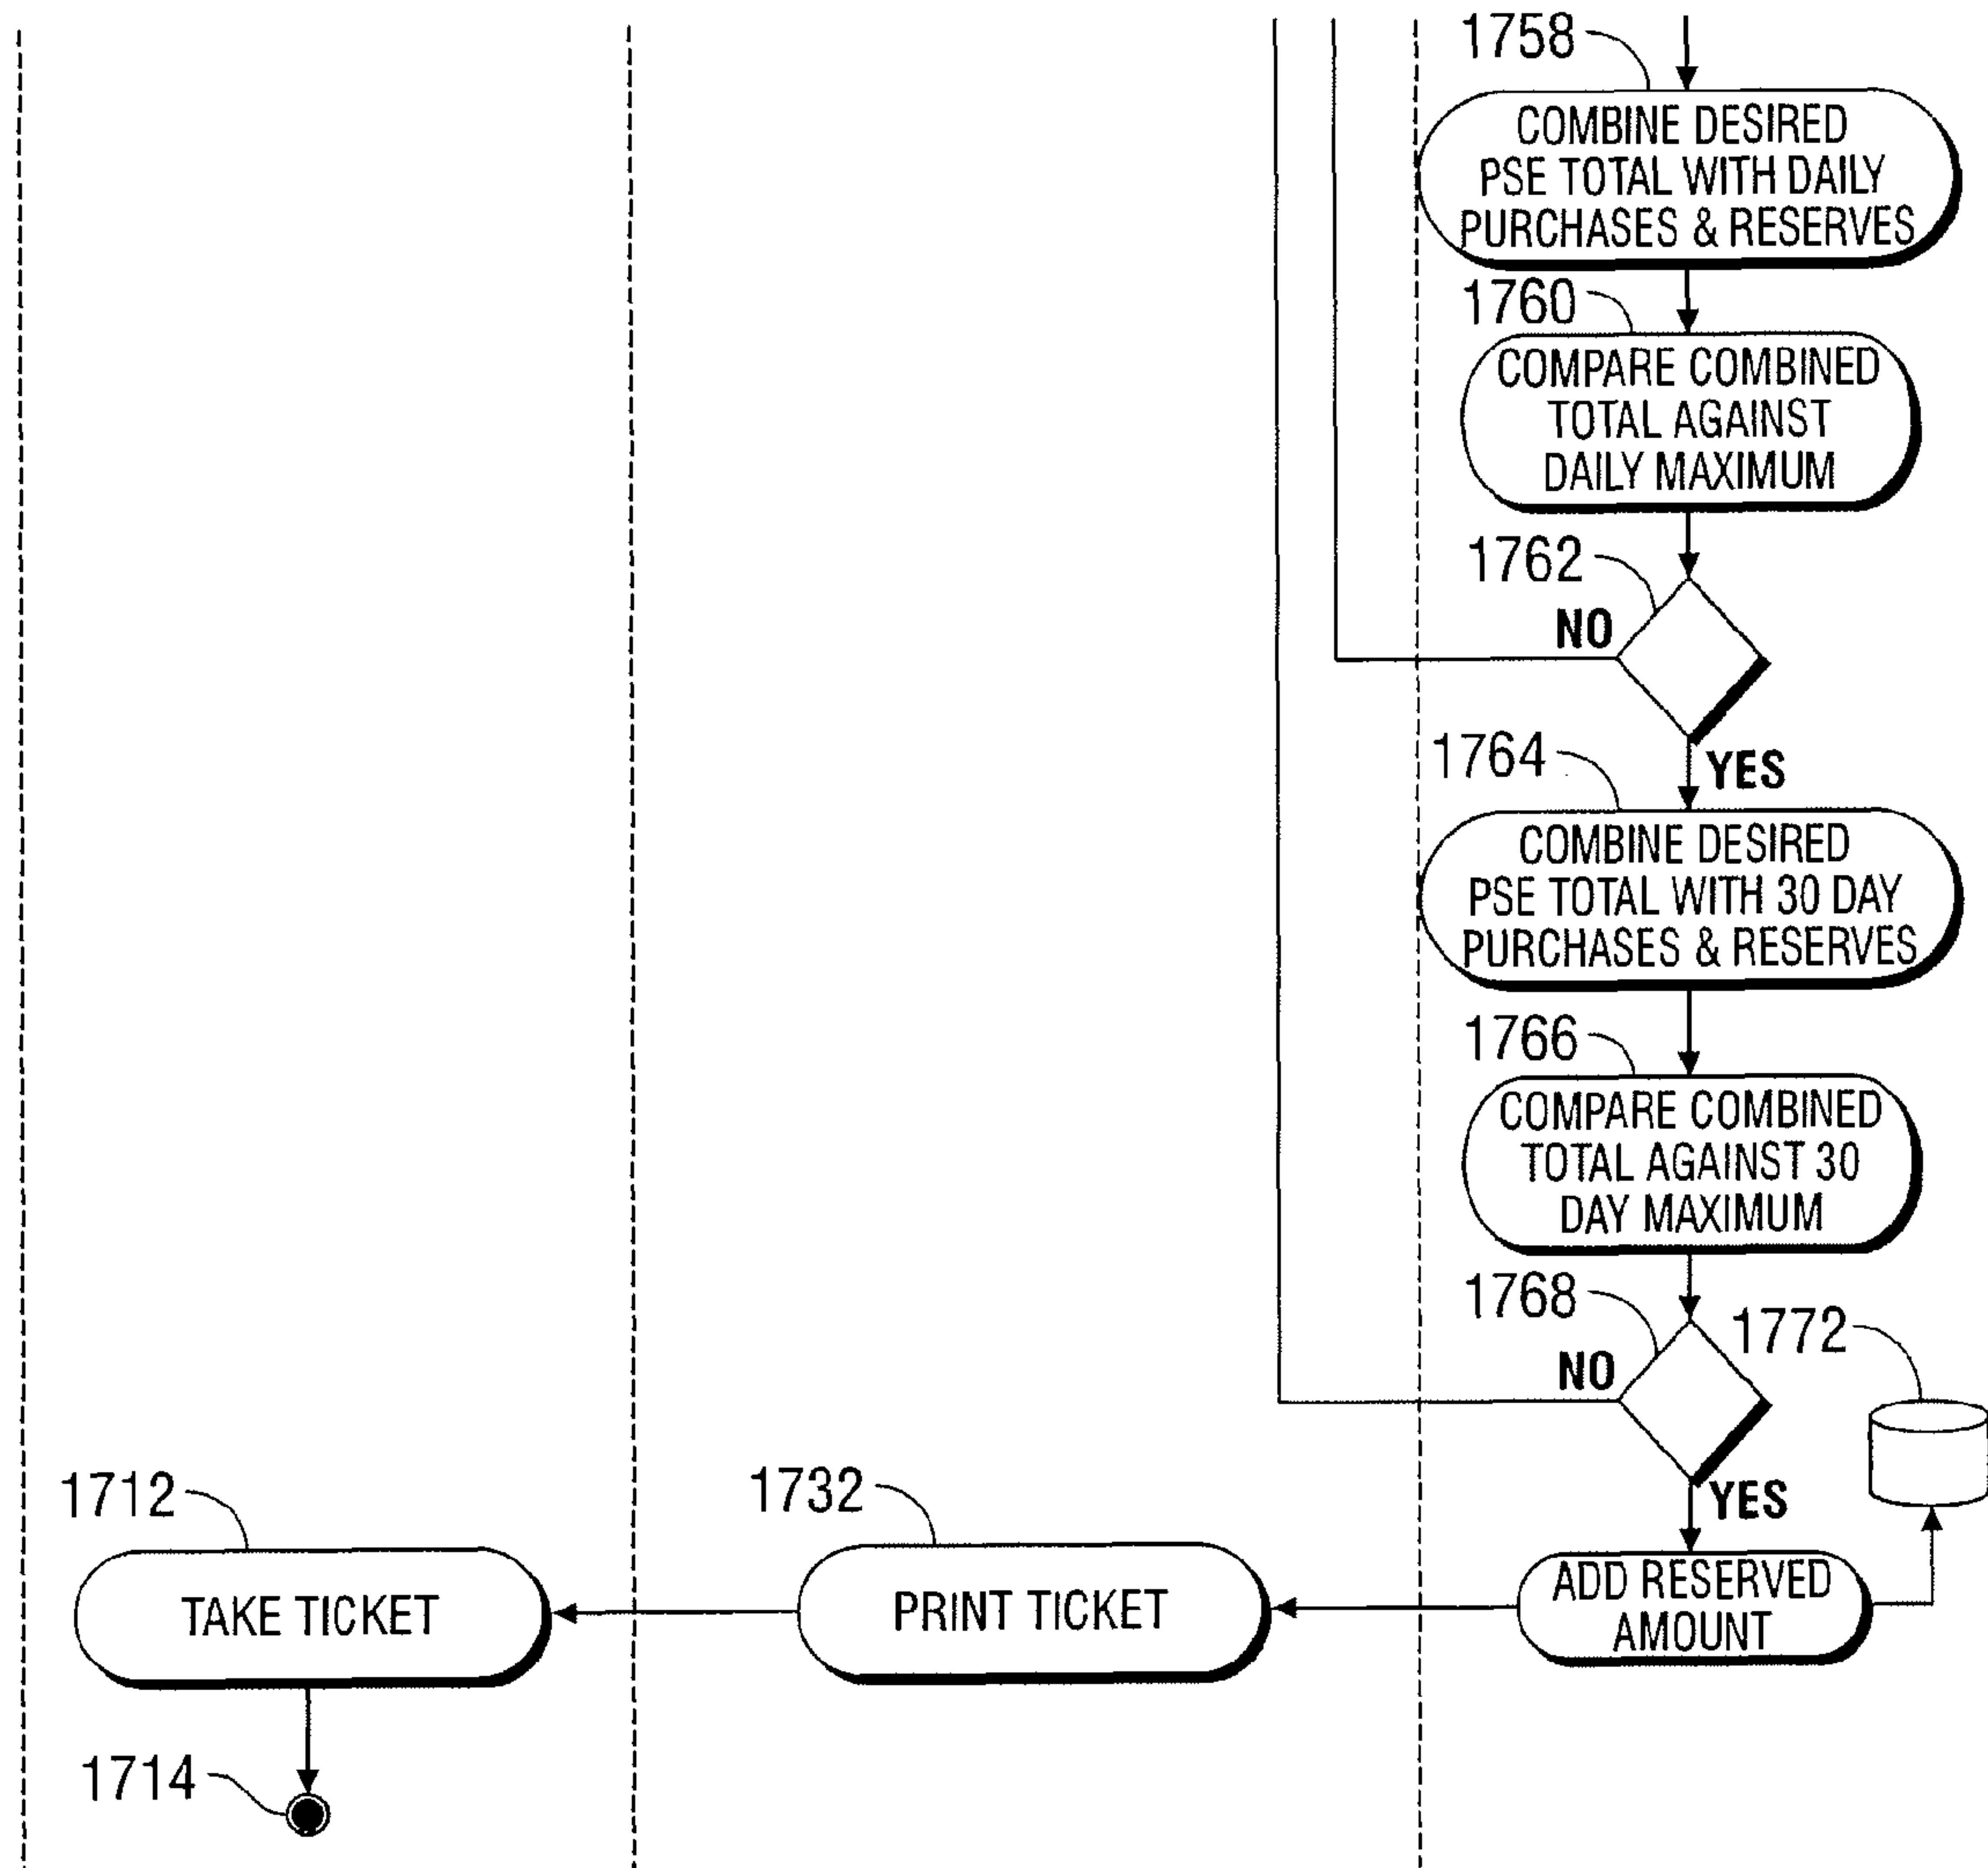 1758
COMBINE DESIRED
PSE TOTAL WITH DAILY
PURCHASES & RESERVES
1760
COMPARE COMBINED
TOTAL AGAINST
DAILY MAXIMUM
1762
NO
YES
1764
COMBINE DESIRED
PSE TOTAL WITH 30 DAY
PURCHASES & RESERVES
1766
COMPARE COMBINED
TOTAL AGAINST 30
DAY MAXIMUM
1768
1772
NO
YES
ADD RESERVED
AMOUNT
1732
PRINT TICKET
1712
TAKE TICKET
1714